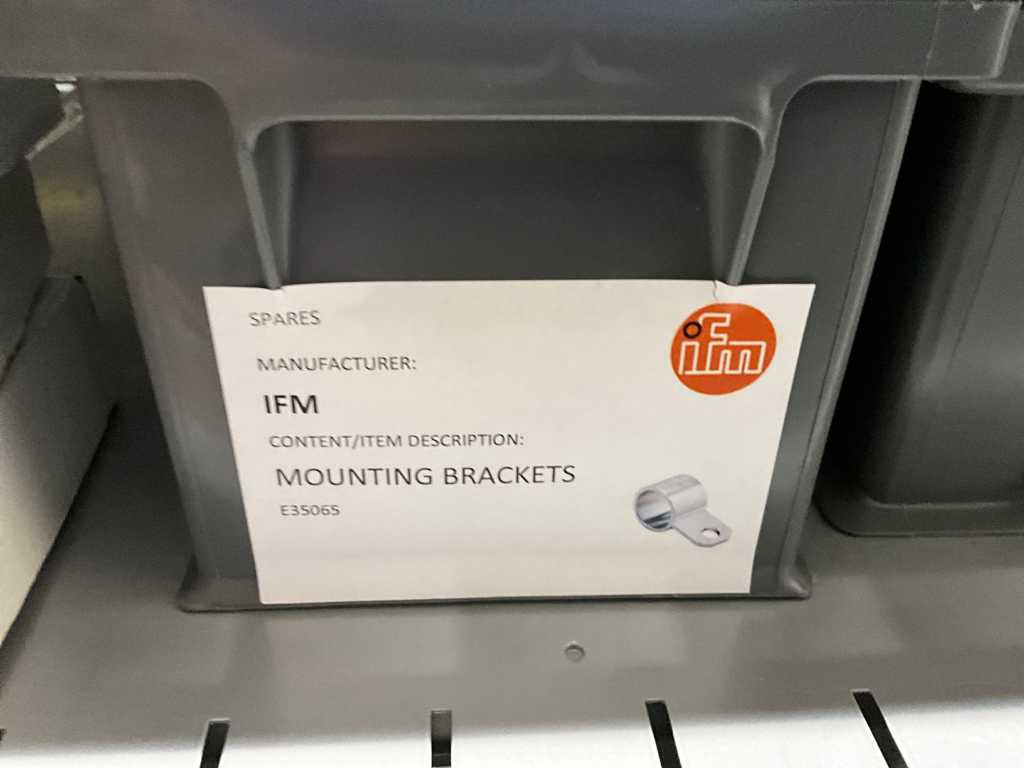 SPARES
ifm
MANUFACTURER:
IFM
CONTENT/ITEM DESCRIPTION:
MOUNTING BRACKETS
E35065